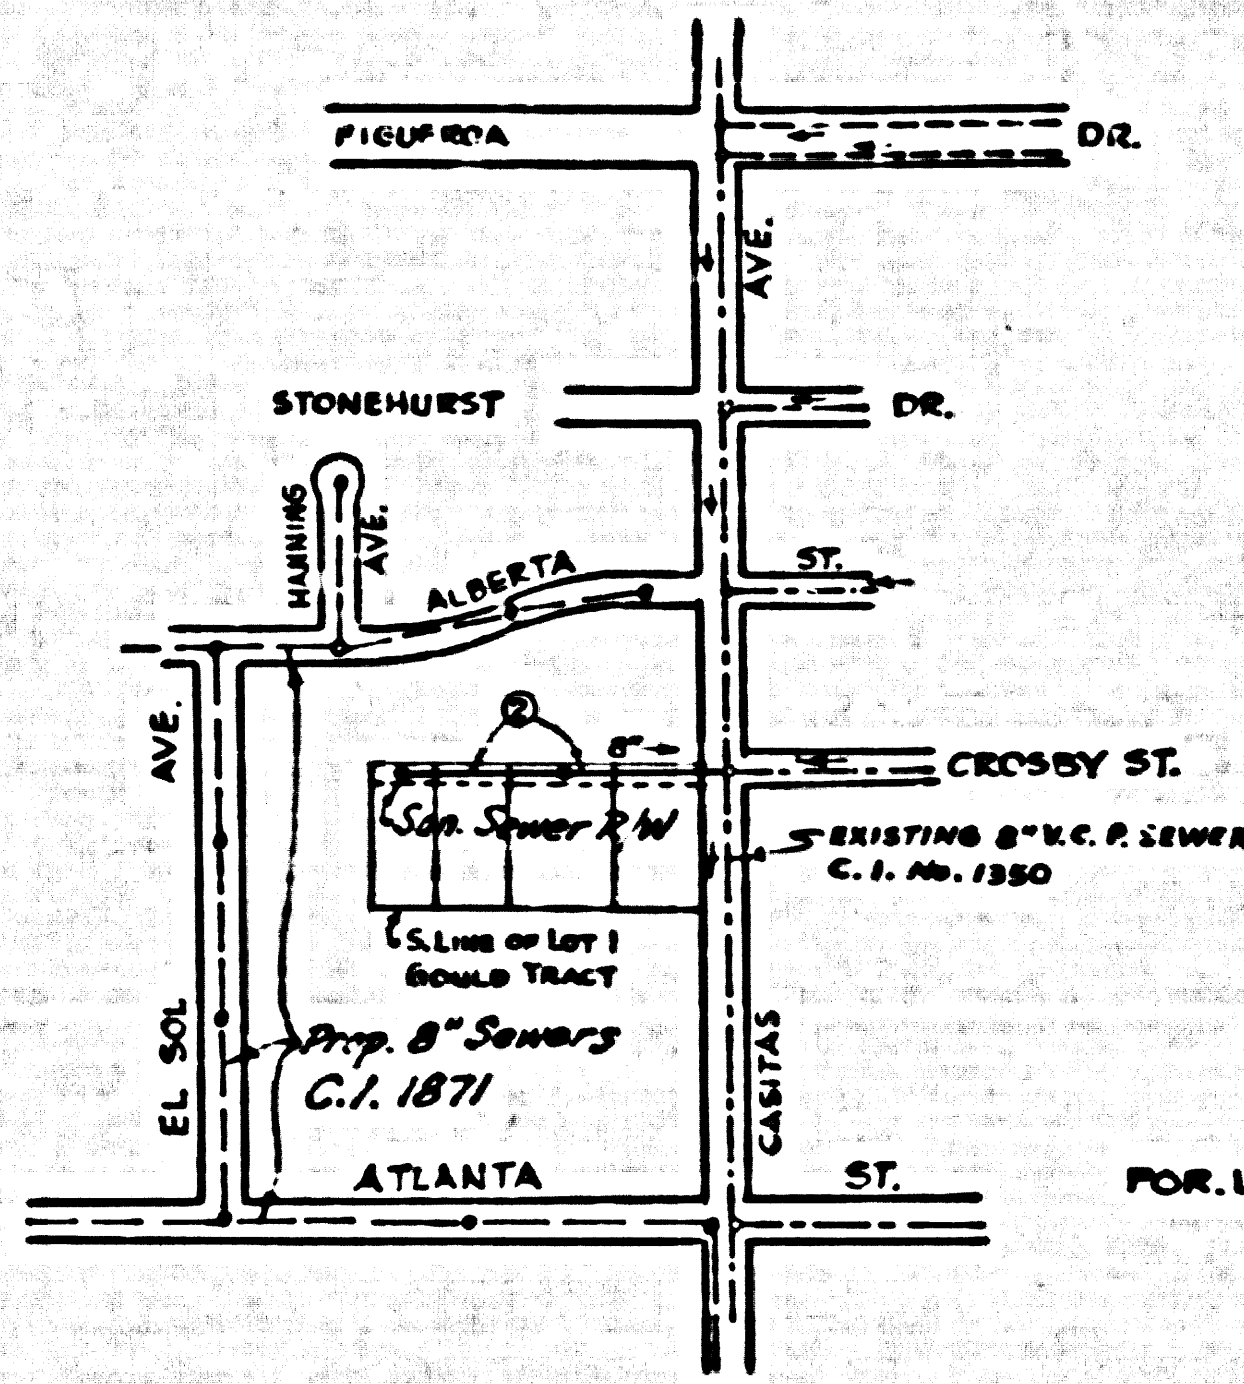 FIGUEROA DR.
AVE.
STONEHURST DR.
HANNING
AVE.
ALBERTA ST.
AVE.
2
8"
CROSBY ST.
San. Sewer R/W
EXISTING 8" V.C.P. SEWER
C.I. No. 1350
S. LINE OF LOT 1
GOULD TRACT
EL SOL
Prop. 8" Sewers
C.I. 1871
CASITAS
ATLANTA ST.
POR.